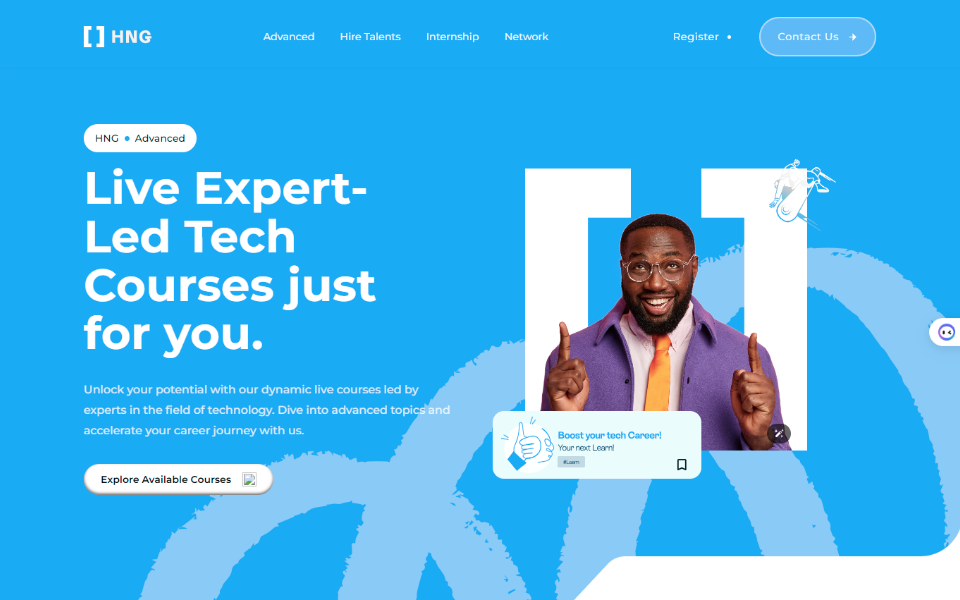 HNG
Advanced
Hire Talents
Internship
Network
Register
Contact Us
HNG • Advanced
Live Expert-
Led Tech
Courses just
for you.
Unlock your potential with our dynamic live courses led by
experts in the field of technology. Dive into advanced topics and
accelerate your career journey with us.
Explore Available Courses
Boost your tech Career!
Your next Learn!
#Learn